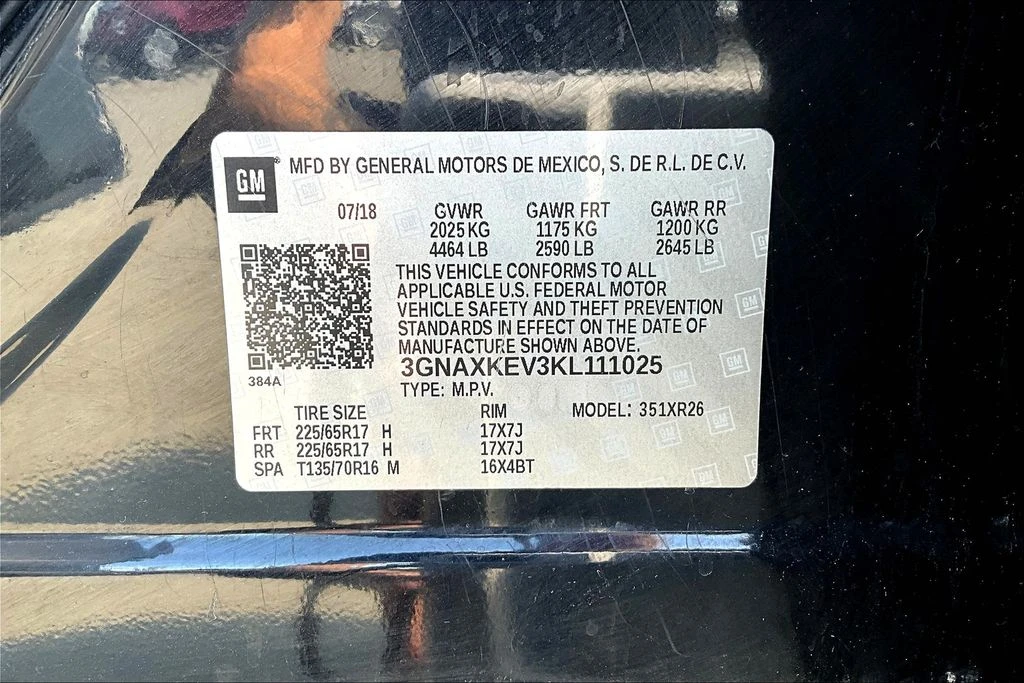 GM MFD BY GENERAL MOTORS DE MEXICO, S. DE R.L. DE C.V.
07/18 GVWR GAWR FRT GAWR RR
2025 KG 1175 KG 1200 KG
4464 LB 2590 LB 2645 LB
THIS VEHICLE CONFORMS TO ALL
APPLICABLE U.S. FEDERAL MOTOR
VEHICLE SAFETY AND THEFT PREVENTION
STANDARDS IN EFFECT ON THE DATE OF
MANUFACTURE SHOWN ABOVE.
3GNAXKEV3KL111025
384A TYPE: M.P.V.
TIRE SIZE RIM MODEL: 351XR26
FRT 225/65R17 H 17X7J
RR 225/65R17 H 17X7J
SPA T135/70R16 M 16X4BT